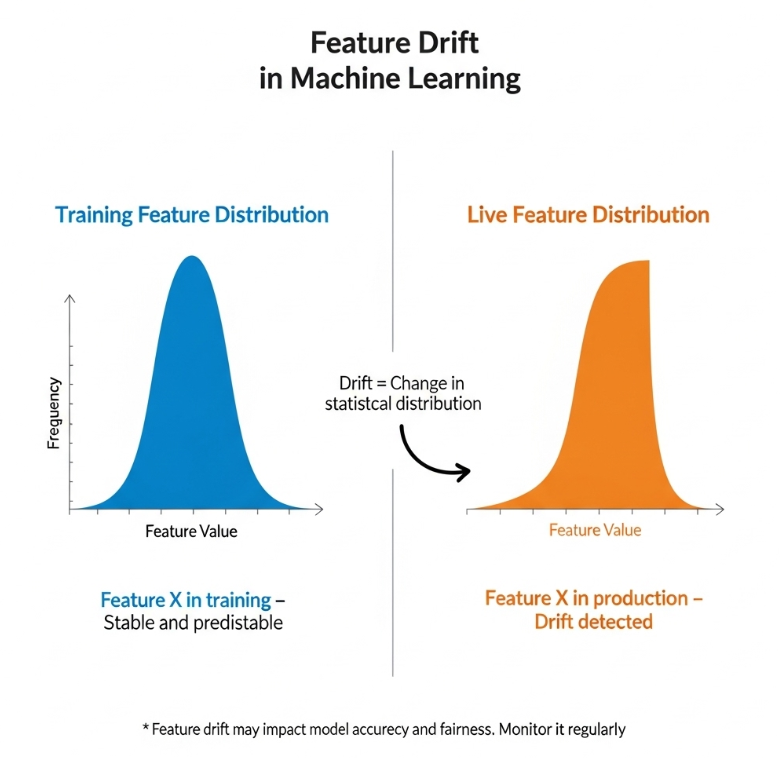 Feature Drift
in Machine Learning
Training Feature Distribution
Live Feature Distribution
Frequency
Drift = Change in
statistcal distribution
Feature Value
Feature Value
Feature X in training –
Stable and predistable
Feature X in production –
Drift detected
* Feature drift may impact model accurecy and fairness. Monitor it regularly